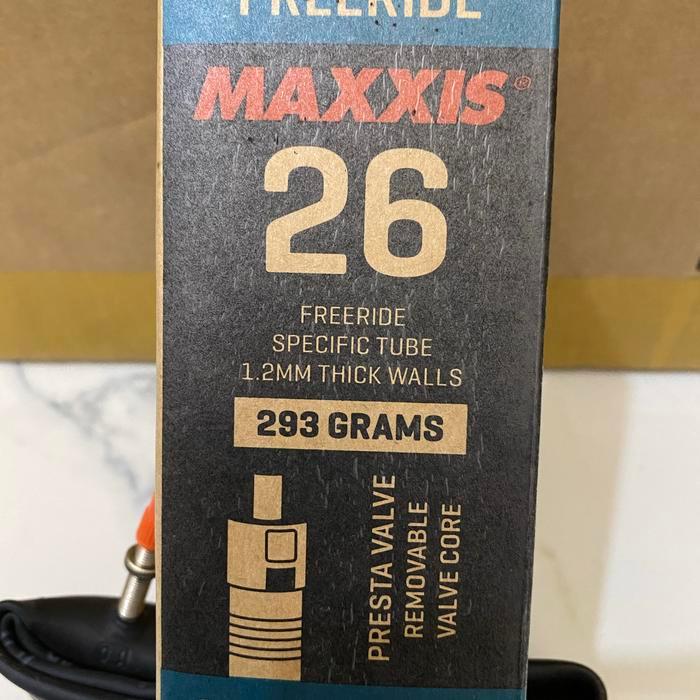 FREERIDE
MAXXIS®
26
FREERIDE
SPECIFIC TUBE
1.2MM THICK WALLS
293 GRAMS
PRESTA VALVE
REMOVABLE
VALVE CORE